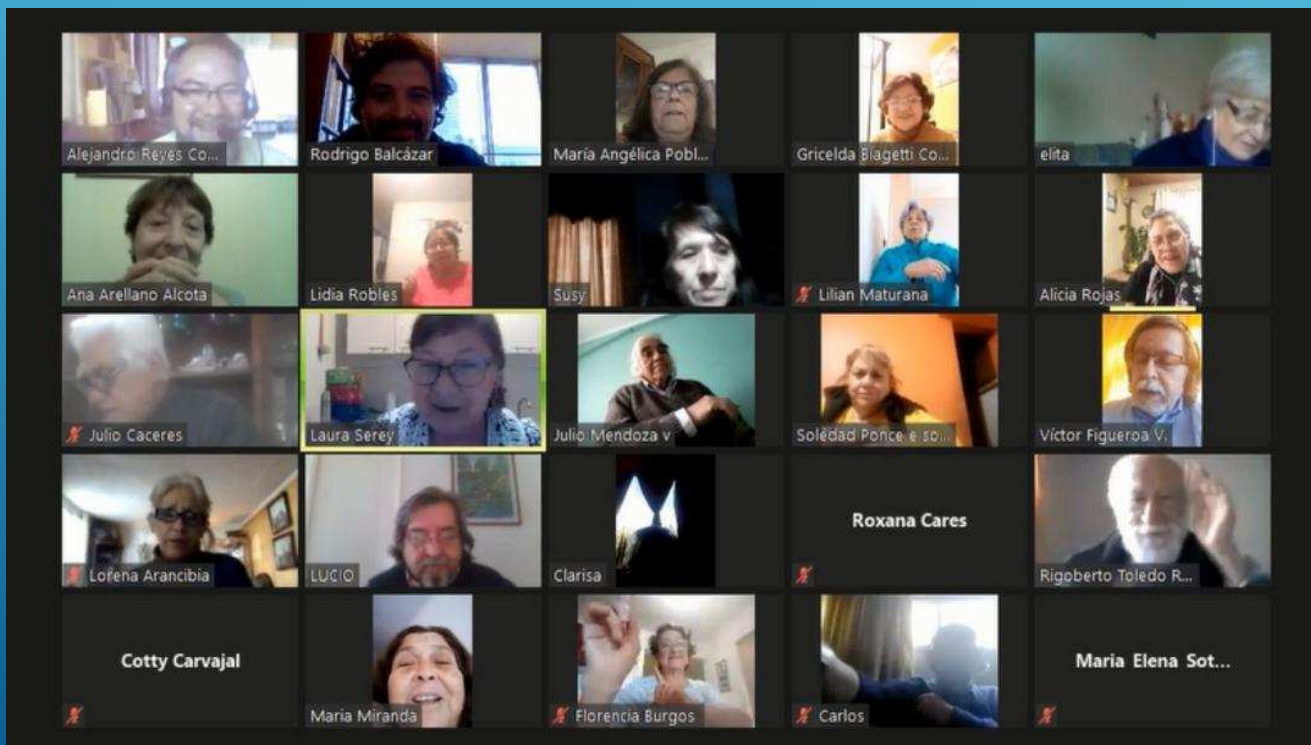 Alejandro Reyes Co...
Rodrigo Balcázar
María Angélica Pobl...
Gricelda Biagetti Co...
elita
Ana Arellano Alcota
Lidia Robles
Susy
Lilian Maturana
Alicia Rojas
Julio Caceres
Laura Serey
Julio Mendoza v
Soledad Ponce e so...
Víctor Figueroa V.
Lorena Arancibia
LUCIO
Clarisa
Roxana Cares
Rigoberto Toledo R...
Cotty Carvajal
Maria Miranda
Florencia Burgos
Carlos
Maria Elena Sot...